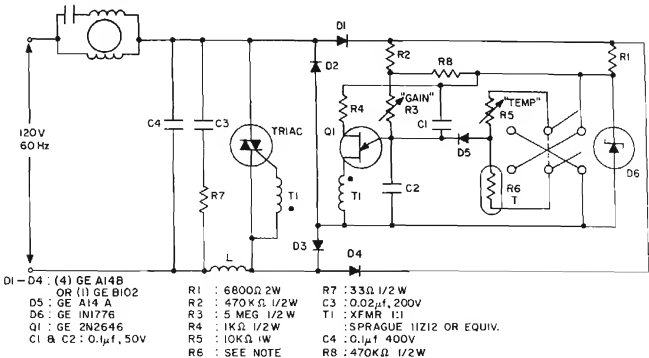 D1
D2
R2
R8
R1
C4
C3
TRIAC
Q1
R4
"GAIN"
R3
C1
"TEMP"
R5
D5
120V
60 Hz
R7
T1
T1
C2
R6
T
D6
L
D3
D4
D1-D4 : (4) GE A14B
OR (1) GE B102
D5 : GE A14 A
D6 : GE 1N1776
Q1 : GE 2N2646
C1 & C2 : 0.1µf, 50V
R1 : 6800Ω 2W
R2 : 470KΩ 1/2 W
R3 : 5 MEG 1/2 W
R4 : 1KΩ 1/2 W
R5 : 10KΩ 1W
R6 : SEE NOTE
R7 : 33Ω 1/2 W
C3 : 0.02µf, 200V
T1 : XFMR 1:1
: SPRAGUE 11Z12 OR EQUIV.
C4 : 0.1µf 400V
R8 : 470KΩ 1/2 W